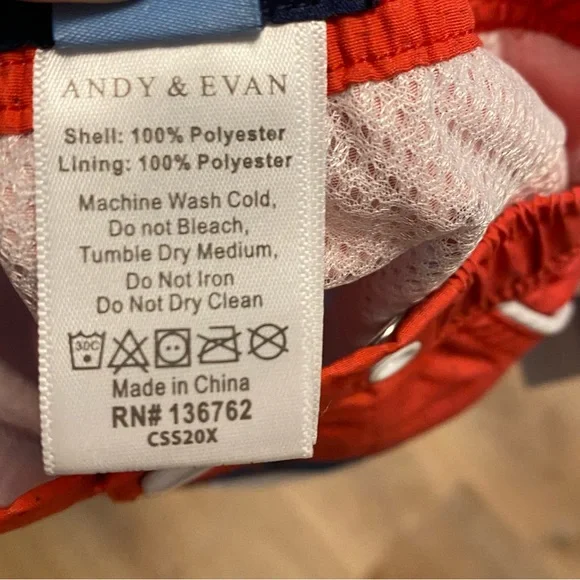 ANDY & EVAN
Shell: 100% Polyester
Lining: 100% Polyester
Machine Wash Cold,
Do not Bleach,
Tumble Dry Medium,
Do Not Iron
Do Not Dry Clean
30C
Made in China
RN# 136762
CSS20X